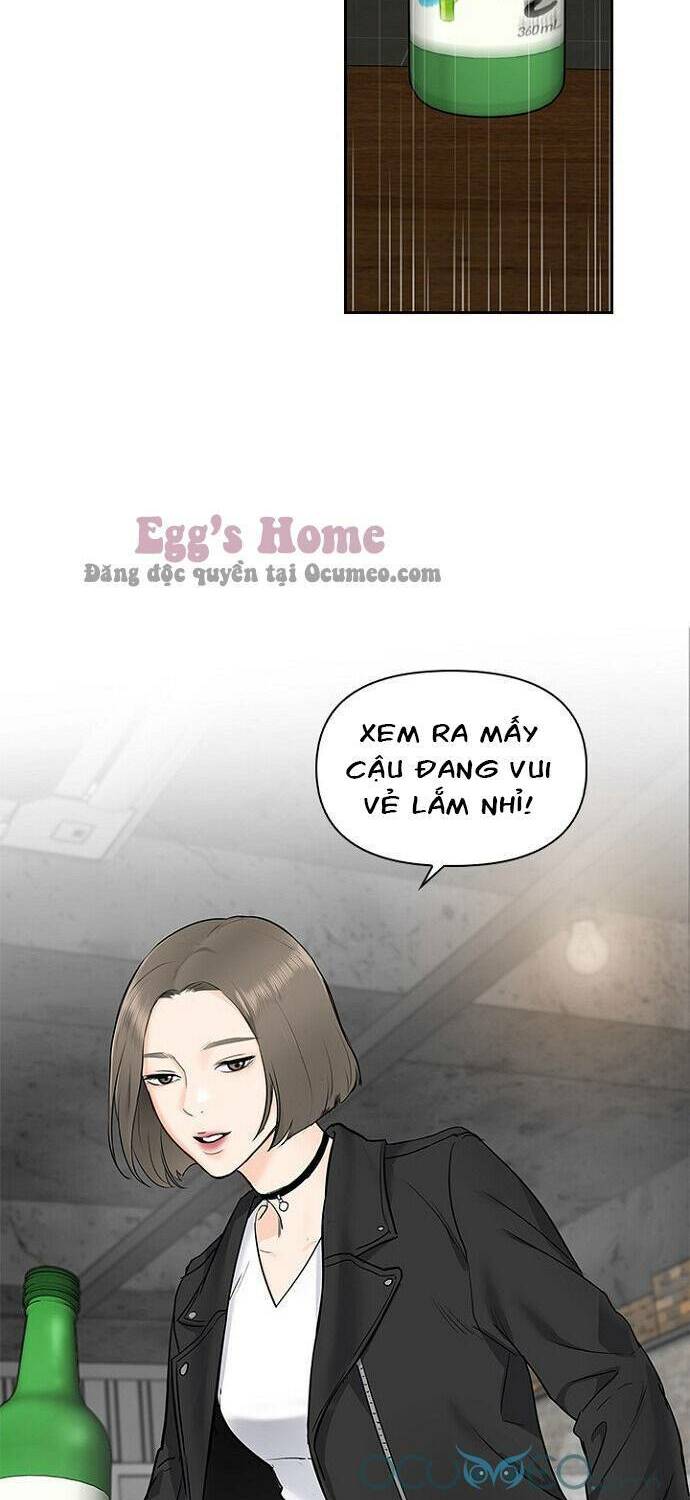 360mL
Egg's Home
Đăng độc quyền tại Ocumeo.com
XEM RA MẤY
CẬU ĐANG VUI
VẺ LẮM NHỈ!